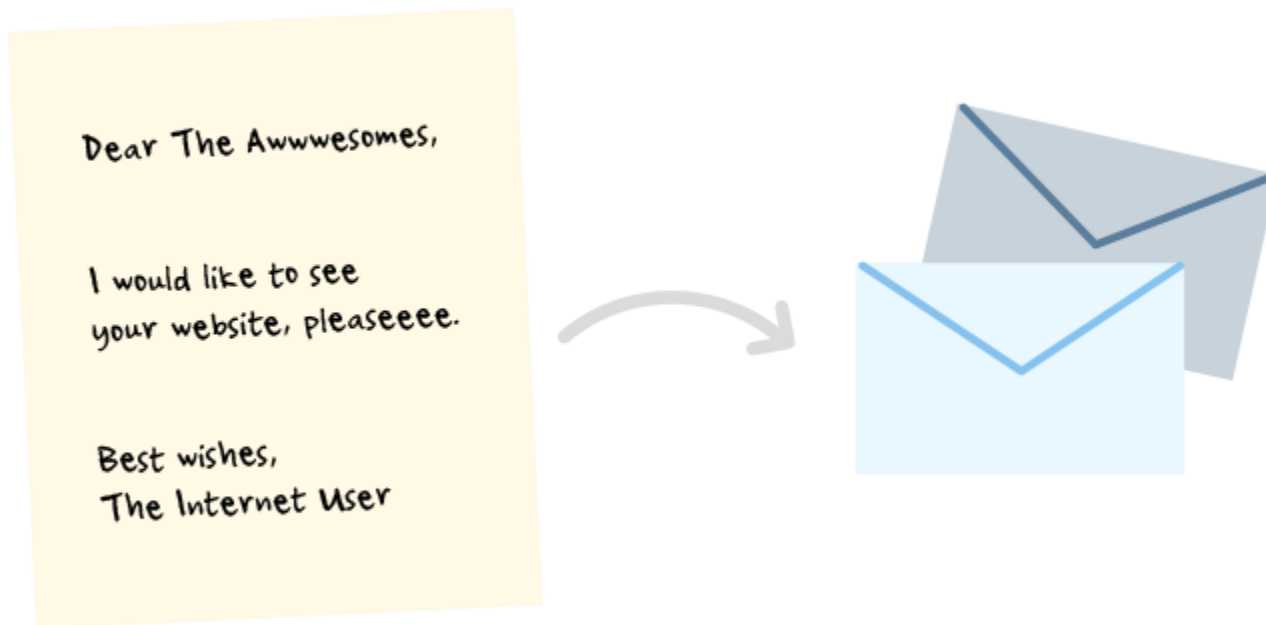 Dear The Awwwesomes,
I would like to see
your website, pleaseeee.
Best wishes,
The Internet User